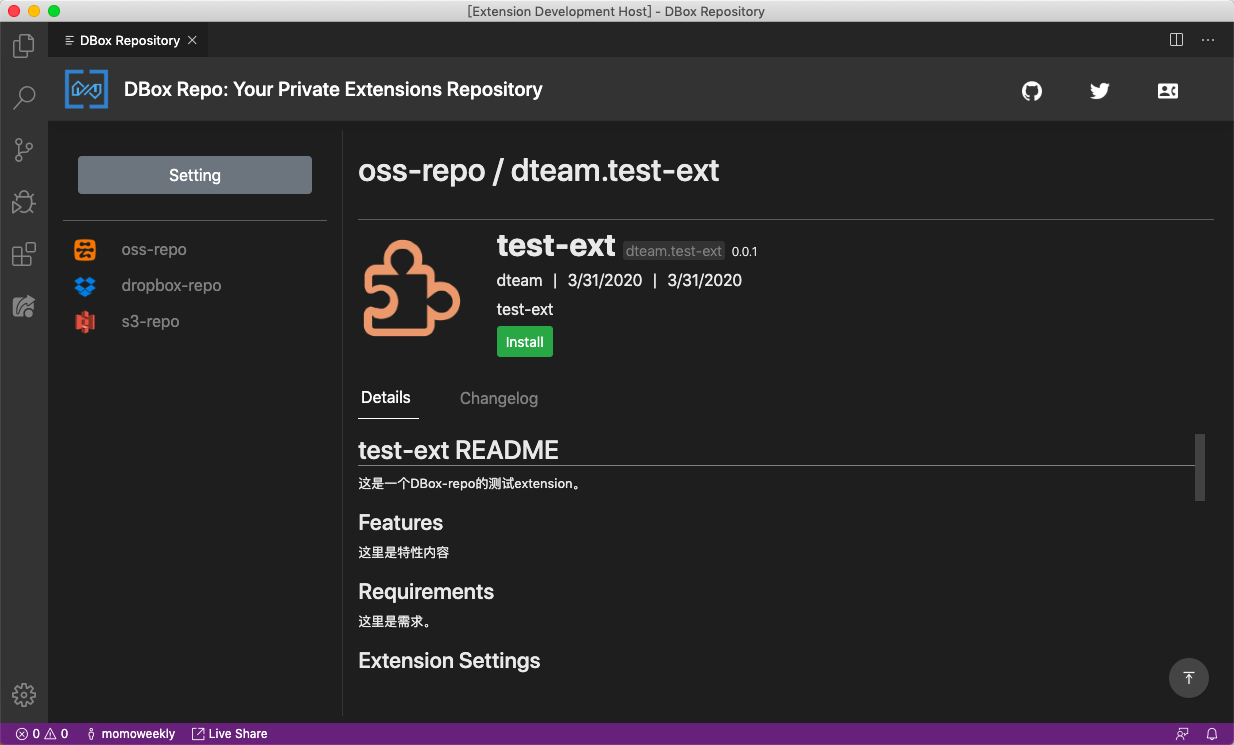 [Extension Development Host] - DBox Repository
DBox Repository
DBox Repo: Your Private Extensions Repository
Setting
oss-repo
dropbox-repo
s3-repo
oss-repo / dteam.test-ext
test-ext dteam.test-ext 0.0.1
dteam | 3/31/2020 | 3/31/2020
test-ext
Install
Details Changelog
test-ext README
这是一个DBox-repo的测试extension。
Features
这里是特性内容
Requirements
这里是需求。
Extension Settings
0 0 momoweekly Live Share